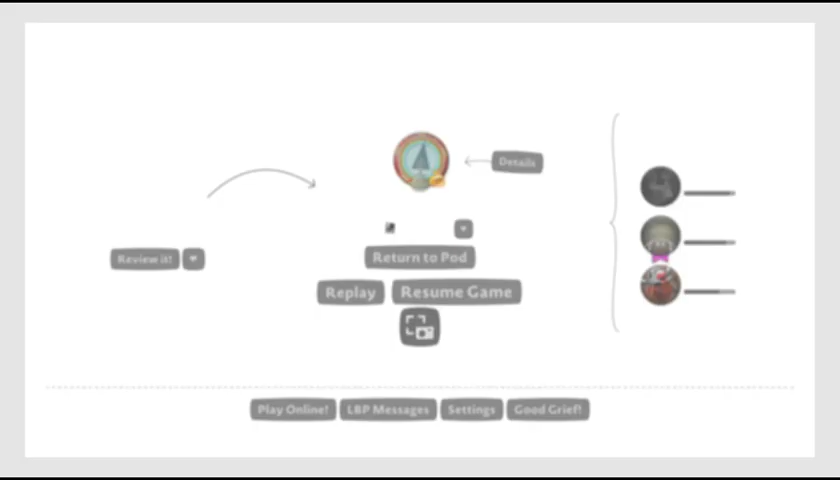 Details
Review it!
Return to Pod
Replay Resume Game
Play Online! LBP Messages Settings Good Grief!